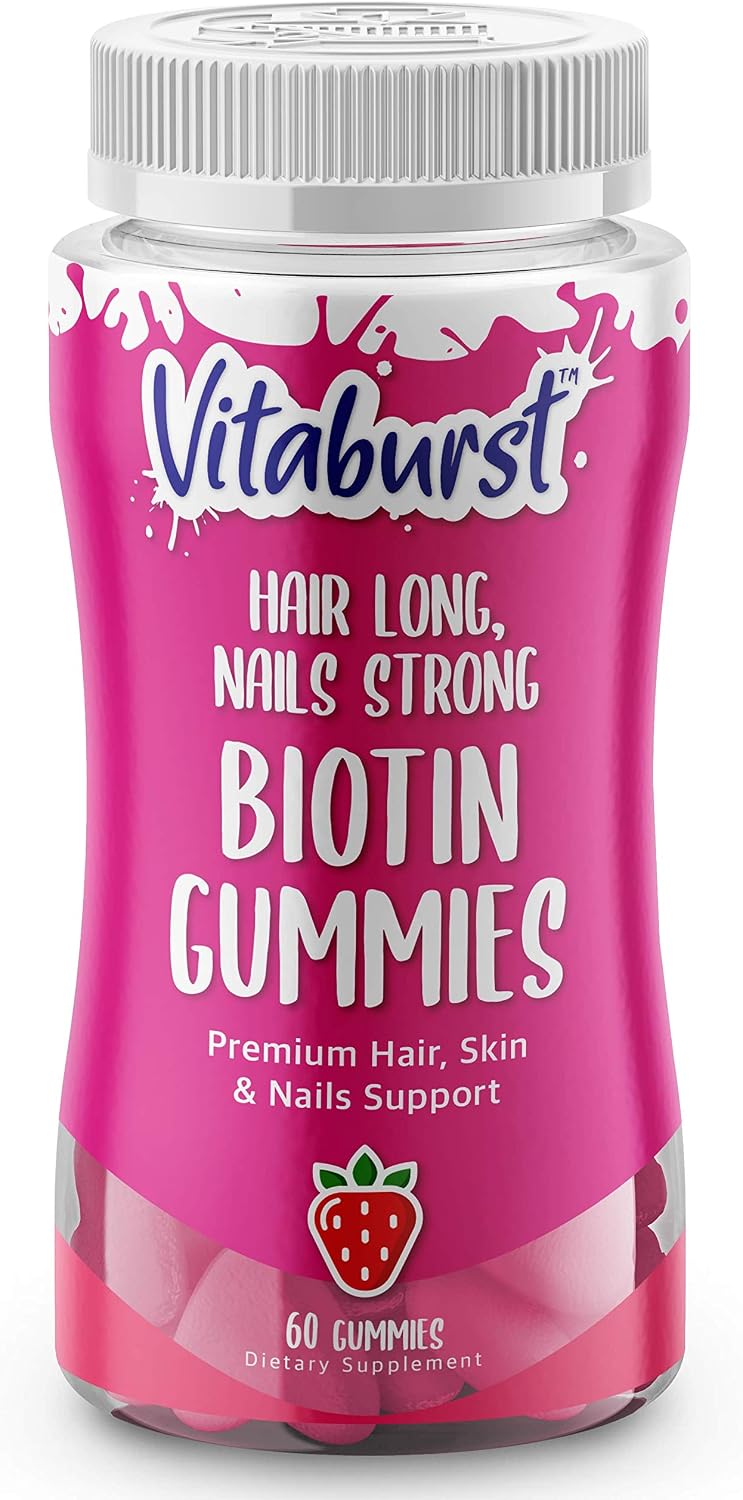 Vitaburst™
HAIR LONG,
NAILS STRONG
BIOTIN
GUMMIES
Premium Hair, Skin
& Nails Support
60 GUMMIES
Dietary Supplement